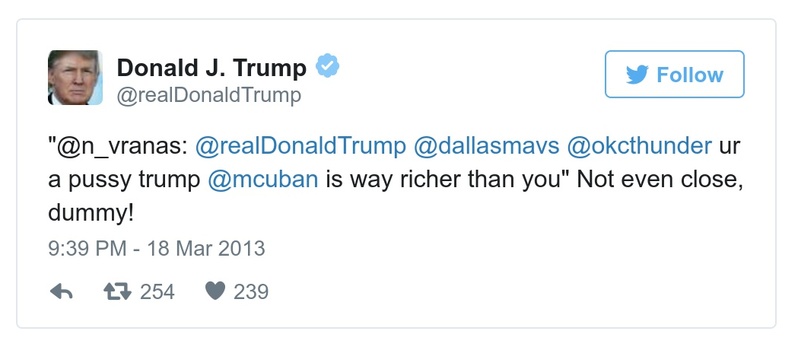 Donald J. Trump
@realDonaldTrump
Follow
"@n_vranas: @realDonaldTrump @dallasmavs @okcthunder ur
a pussy trump @mcuban is way richer than you" Not even close,
dummy!
9:39 PM - 18 Mar 2013
254 239